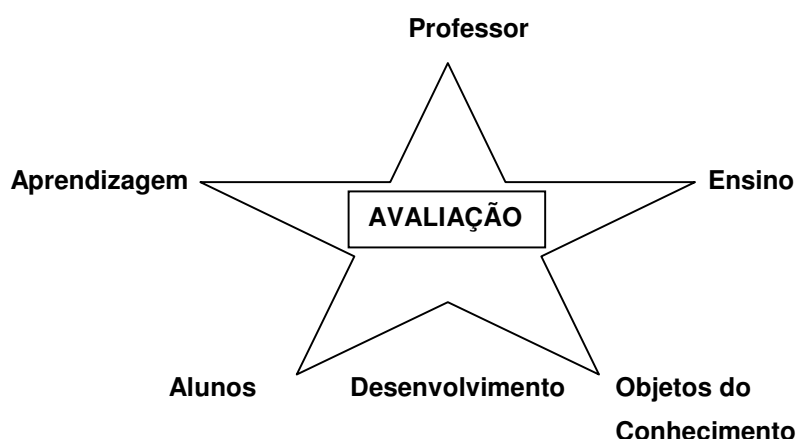 Professor
Aprendizagem
Ensino
AVALIAÇÃO
Alunos
Desenvolvimento
Objetos do
Conhecimento